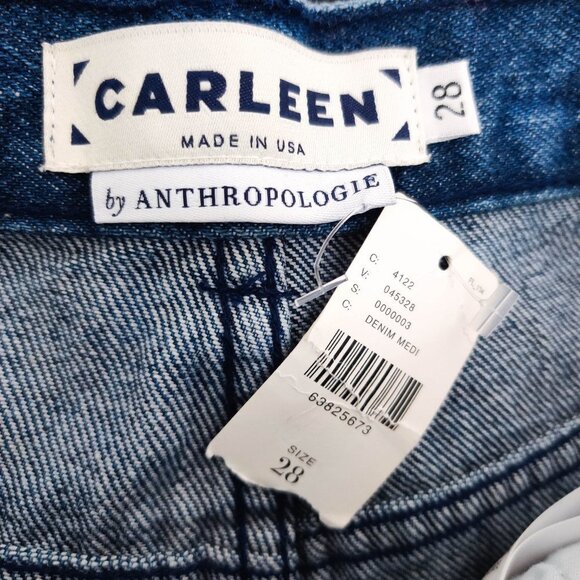 CARLEEN
MADE IN USA
28
by ANTHROPOLOGIE
C: 4122
V: 045328
S: 0000003
C: DENIM MEDI
63825673
SIZE
28